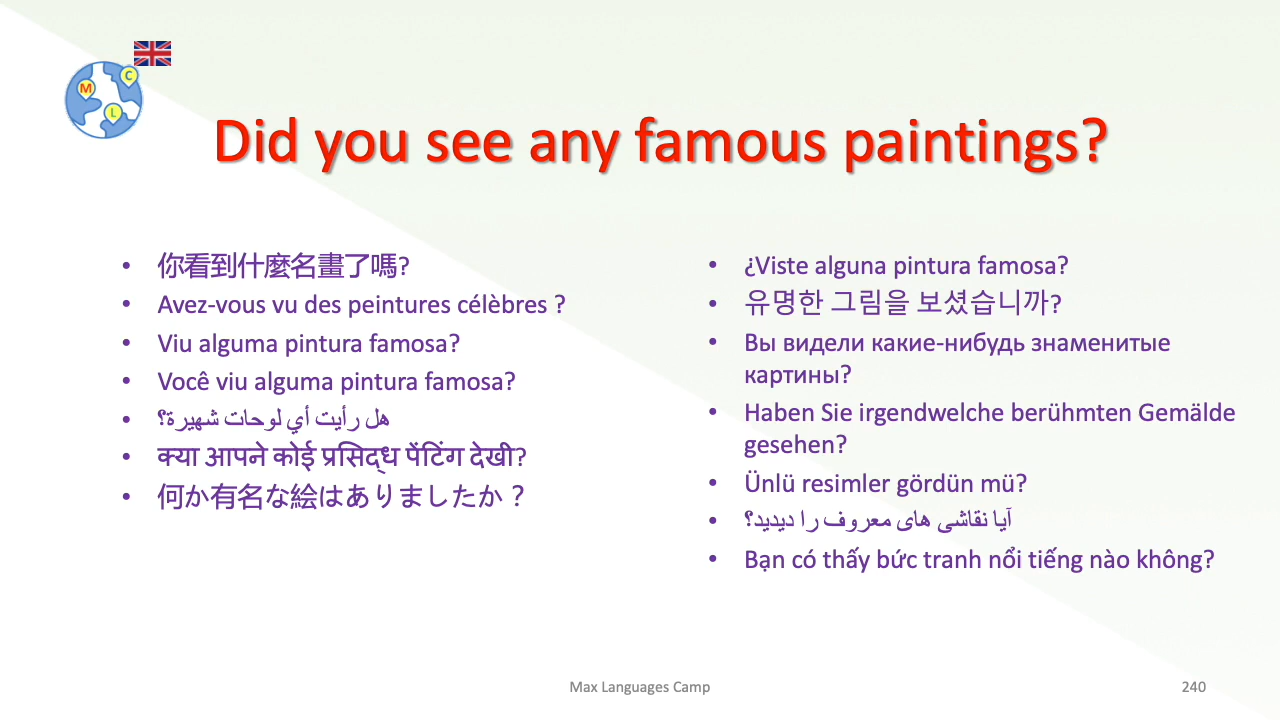 M
C
L
Did you see any famous paintings?
• 你看到什麼名畫了嗎?
• Avez-vous vu des peintures célèbres ?
• Viu alguma pintura famosa?
• Você viu alguma pintura famosa?
• هل رأيت أي لوحات شهيرة؟
• क्या आपने कोई प्रसिद्ध पेंटिंग देखी?
• 何か有名な絵はありましたか？
• ¿Viste alguna pintura famosa?
• 유명한 그림을 보셨습니까?
• Вы видели какие-нибудь знаменитые
картины?
• Haben Sie irgendwelche berühmten Gemälde
gesehen?
• Ünlü resimler gördün mü?
• آیا نقاشی های معروف را دیدید؟
• Bạn có thấy bức tranh nổi tiếng nào không?
Max Languages Camp
240